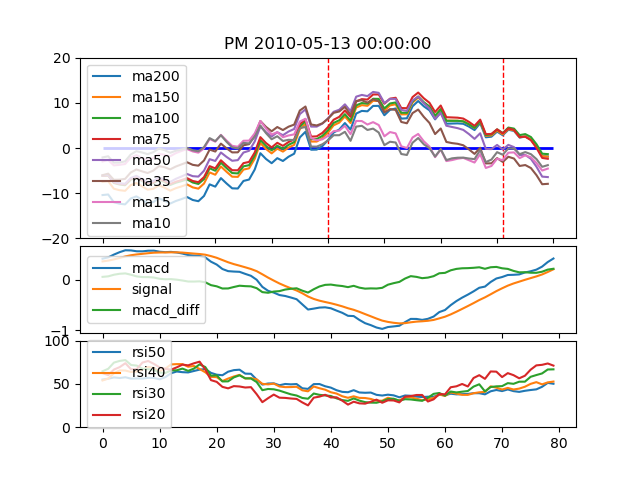 PM 2010-05-13 00:00:00
20
10
0
−10
−20
ma200
ma150
ma100
ma75
ma50
ma35
ma15
ma10
0
−1
macd
signal
macd_diff
100
50
0
rsi50
rsi40
rsi30
rsi20
0 10 20 30 40 50 60 70 80